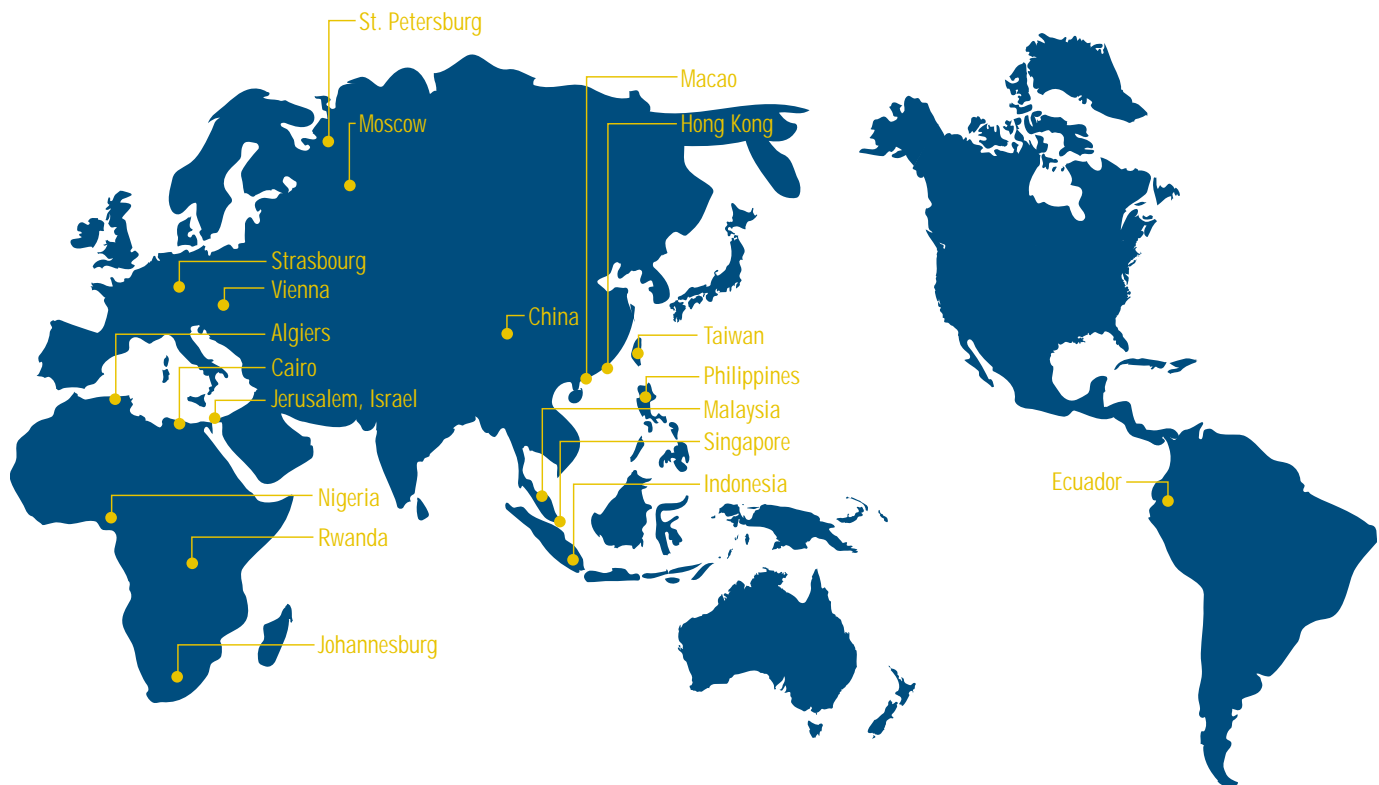 St. Petersburg
Macao
Moscow
Hong Kong
Strasbourg
Vienna
China
Algiers
Taiwan
Cairo
Philippines
Jerusalem, Israel
Malaysia
Singapore
Indonesia
Ecuador
Nigeria
Rwanda
Johannesburg